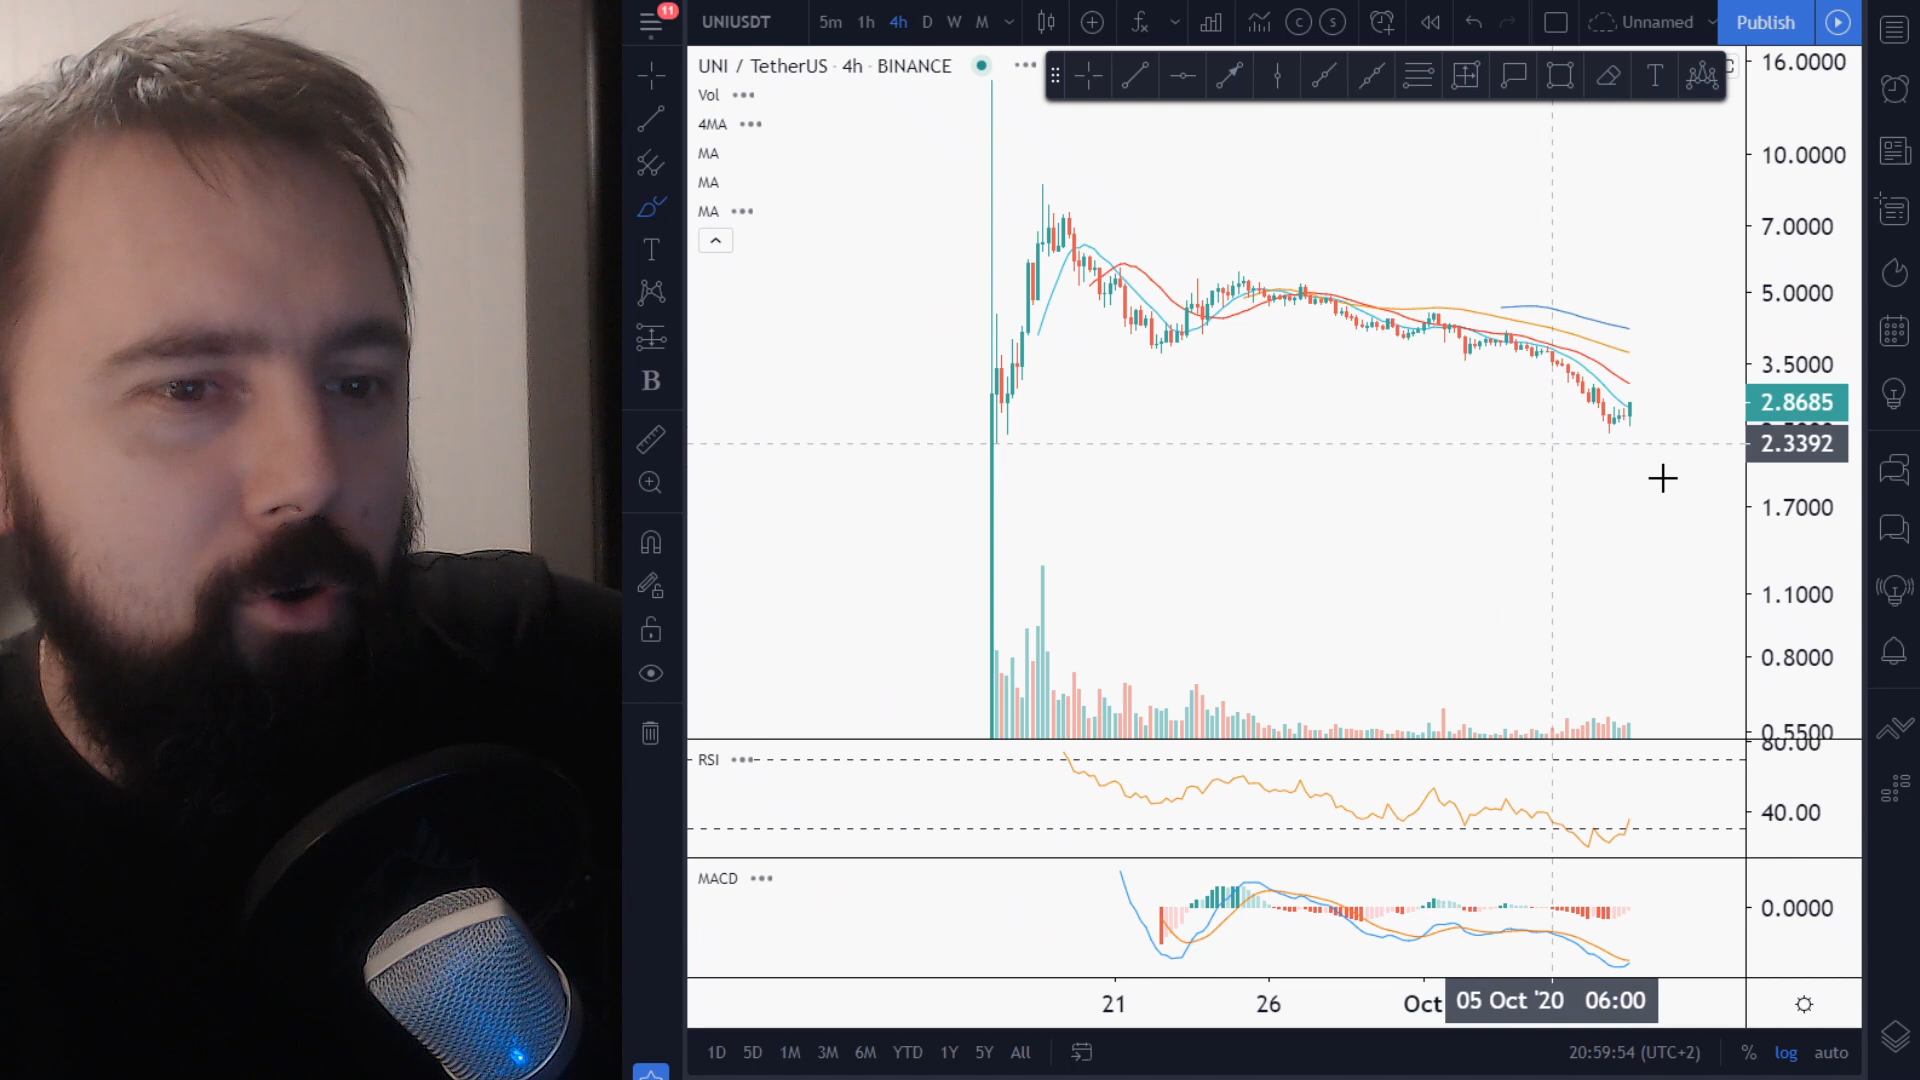 11
UNIUSDT 5m 1h 4h D W M Unnamed Publish
UNI / TetherUS · 4h · BINANCE
Vol
4MA
MA
MA
MA
T
B
T
C
S
16.0000
10.0000
7.0000
5.0000
3.5000
2.8685
2.3392
1.7000
1.1000
0.8000
0.5500
RSI
80.00
40.00
MACD
0.0000
21 26 Oct 05 Oct '20 06:00
1D 5D 1M 3M 6M YTD 1Y 5Y All 20:59:54 (UTC+2) % log auto